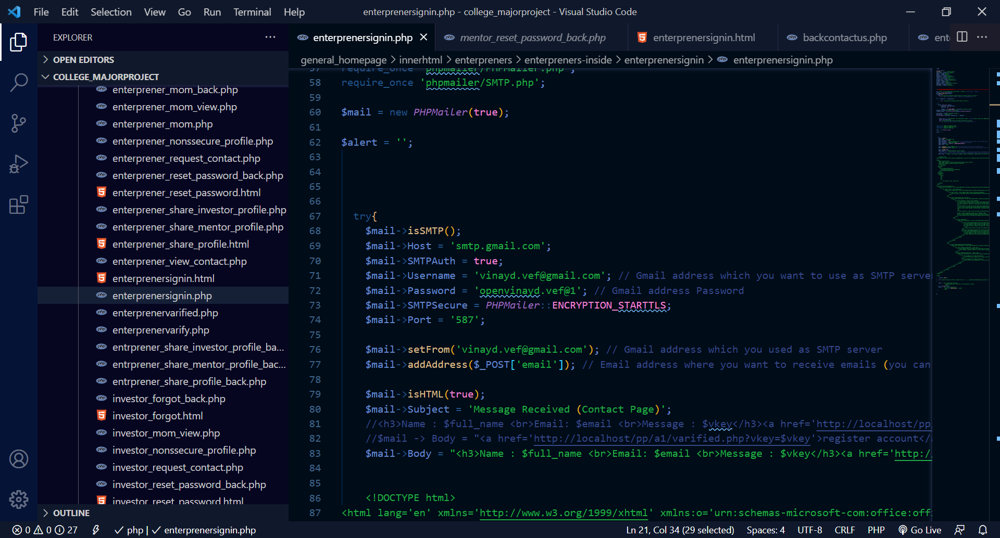 File Edit Selection View Go Run Terminal Help
enterprenersignin.php - college_majorproject - Visual Studio Code
EXPLORER
OPEN EDITORS
COLLEGE_MAJORPROJECT
enterprener_mom_back.php
enterprener_mom_view.php
enterprener_mom.php
enterprener_nonssecure_profile.php
enterprener_request_contact.php
enterprener_reset_password_back.php
enterprener_reset_password.html
enterprener_share_investor_profile.php
enterprener_share_mentor_profile.php
enterprener_share_profile.html
enterprener_view_contact.php
enterprenersignin.html
enterprenersignin.php
enterprenervarified.php
enterprenervarify.php
entrprener_share_investor_profile_ba...
entrprener_share_mentor_profile_bac...
entrprener_share_profile_back.php
investor_forgot_back.php
investor_forgot.html
investor_mom_view.php
investor_nonssecure_profile.php
investor_request_contact.php
investor_reset_password_back.php
investor_reset_password.html
OUTLINE
enterprenersignin.php mentor_reset_password_back.php enterprenersignin.html backcontactus.php ent
general_homepage > innerhtml > enterpreners > enterpreners-inside > enterprenersignin > enterprenersignin.php
57 require_once 'phpmailer/PHPMailer.php';
58 require_once 'phpmailer/SMTP.php';
59
60 $mail = new PHPMailer(true);
61
62 $alert = '';
63
64
65
66
67 try{
68 $mail->isSMTP();
69 $mail->Host = 'smtp.gmail.com';
70 $mail->SMTPAuth = true;
71 $mail->Username = 'vinayd.vef@gmail.com'; // Gmail address which you want to use as SMTP server
72 $mail->Password = 'openvinayd.vef@1'; // Gmail address Password
73 $mail->SMTPSecure = PHPMailer::ENCRYPTION_STARTTLS;
74 $mail->Port = '587';
75
76 $mail->setFrom('vinayd.vef@gmail.com'); // Gmail address which you used as SMTP server
77 $mail->addAddress($_POST['email']); // Email address where you want to receive emails (you can
78
79 $mail->isHTML(true);
80 $mail->Subject = 'Message Received (Contact Page)';
81 //<h3>Name : $full_name <br>Email: $email <br>Message : $vkey</h3><a href='http://localhost/pp
82 //$mail -> Body = "<a href='http://localhost/pp/a1/varified.php?vkey=$vkey'>register account</
83 $mail->Body = "<h3>Name : $full_name <br>Email: $email <br>Message : $vkey</h3><a href='http:/
84
85
86 <!DOCTYPE html>
87 <html lang='en' xmlns='http://www.w3.org/1999/xhtml' xmlns:o='urn:schemas-microsoft-com:office:off
0 0 27 php | enterprenersignin.php Ln 21, Col 34 (29 selected) Spaces: 4 UTF-8 CRLF PHP Go Live